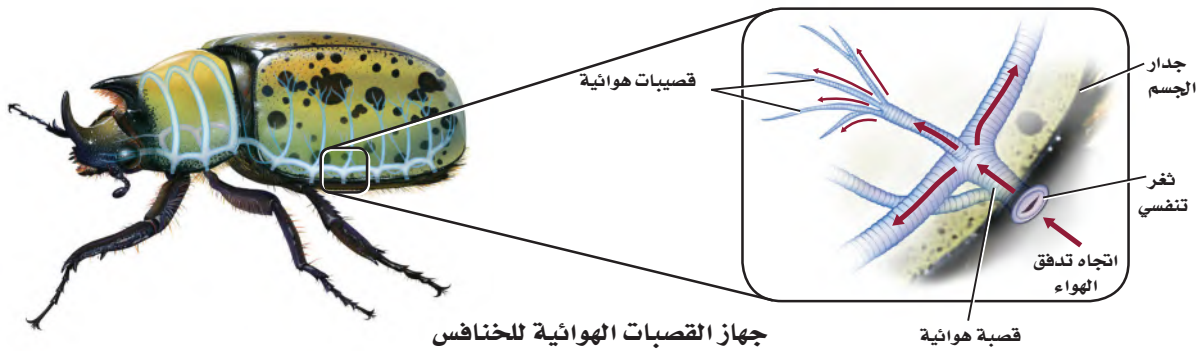 قصيبات هوائية
جدار
الجسم
ثغر
تنفسي
اتجاه تدفق
الهواء
قصبة هوائية
جهاز القصبات الهوائية للخنافس